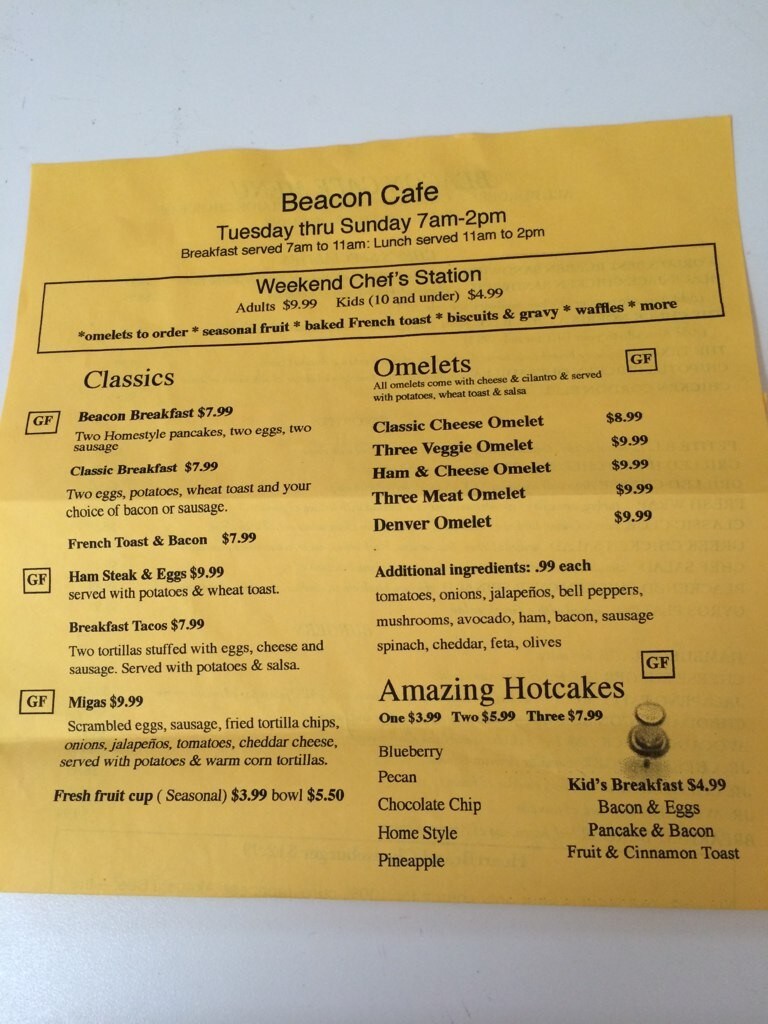 Beacon Cafe
Tuesday thru Sunday 7am-2pm
Breakfast served 7am to 11am: Lunch served 11am to 2pm
Weekend Chef's Station
Adults $9.99 Kids (10 and under) $4.99
*omelets to order * seasonal fruit * baked French toast * biscuits & gravy * waffles * more
Classics
GF
Beacon Breakfast $7.99
Two Homestyle pancakes, two eggs, two
sausage
Classic Breakfast $7.99
Two eggs, potatoes, wheat toast and your
choice of bacon or sausage.
French Toast & Bacon $7.99
GF
Ham Steak & Eggs $9.99
served with potatoes & wheat toast.
Breakfast Tacos $7.99
Two tortillas stuffed with eggs, cheese and
sausage. Served with potatoes & salsa.
GF
Migas $9.99
Scrambled eggs, sausage, fried tortilla chips,
onions, jalapeños, tomatoes, cheddar cheese,
served with potatoes & warm corn tortillas.
Fresh fruit cup ( Seasonal) $3.99 bowl $5.50
Omelets
GF
All omelets come with cheese & cilantro & served
with potatoes, wheat toast & salsa
Classic Cheese Omelet $8.99
Three Veggie Omelet $9.99
Ham & Cheese Omelet $9.99
Three Meat Omelet $9.99
Denver Omelet $9.99
Additional ingredients: .99 each
tomatoes, onions, jalapeños, bell peppers,
mushrooms, avocado, ham, bacon, sausage
spinach, cheddar, feta, olives
GF
Amazing Hotcakes
One $3.99 Two $5.99 Three $7.99
Blueberry
Pecan
Chocolate Chip
Home Style
Pineapple
Kid's Breakfast $4.99
Bacon & Eggs
Pancake & Bacon
Fruit & Cinnamon Toast